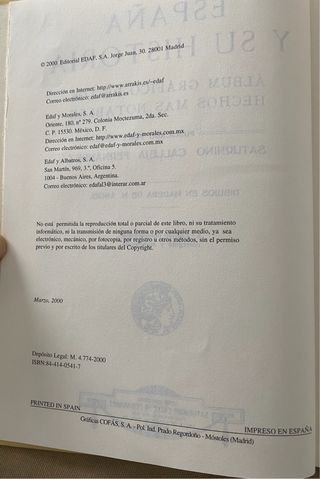 © 2000. Editorial EDAF, S.A. Jorge Juan, 30. 28001 Madrid
Dirección en Internet: http://www.arrakis.es/~edaf
Correo electrónico: edaf@arrakis.es
Edaf y Morales, S. A.
Oriente, 180, nº 279. Colonia Moctezuma, 2da. Sec.
C. P. 15530. México, D. F.
Dirección en Internet: http://www.edaf-y-morales.com.mx
Correo electrónico: edaf@edaf-y-morales.com.mx
Edaf y Albatros, S. A.
San Martín, 969, 3.º, Oficina 5.
1004 - Buenos Aires, Argentina.
Correo electrónico: edafal3@interar.com.ar
No está permitida la reproducción total o parcial de este libro, ni su tratamiento
informático, ni la transmisión de ninguna forma o por cualquier medio, ya sea
electrónico, mecánico, por fotocopia, por registro u otros métodos, sin el permiso
previo y por escrito de los titulares del Copyright.
Marzo, 2000
Depósito Legal: M. 4.774-2000
ISBN:84-414-0541-7
PRINTED IN SPAIN
IMPRESO EN ESPAÑA
Gráficas COFÁS, S. A. - Pol. Ind. Prado Regordoño - Móstoles (Madrid)